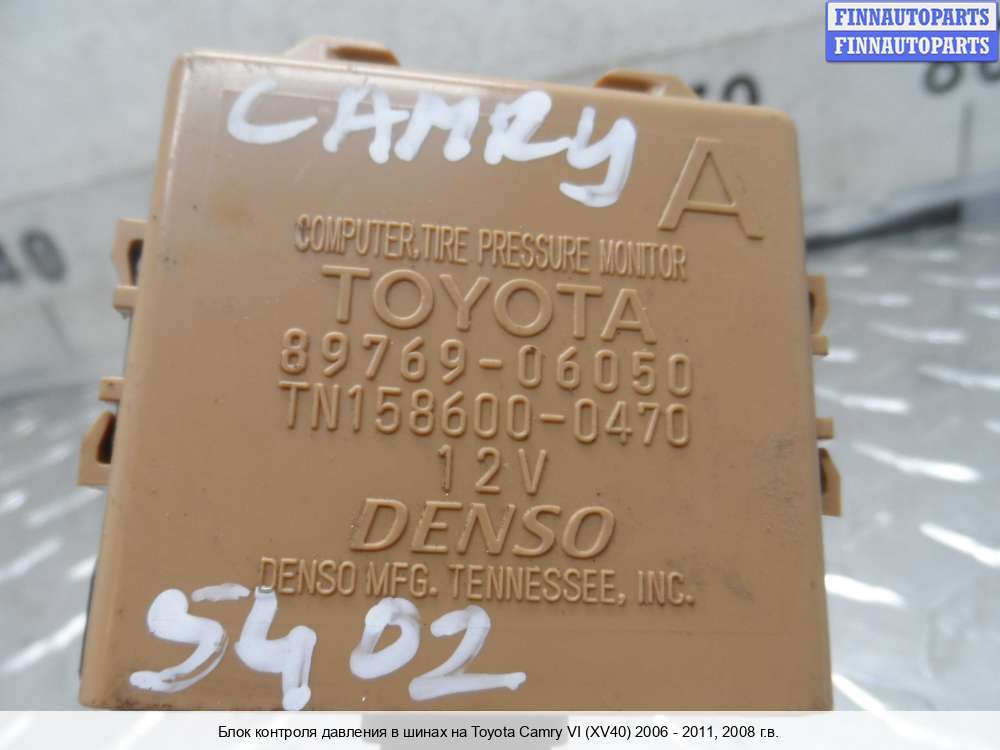 FINNAUTOPARTS
FINNAUTOPARTS
CAMRY
A
COMPUTER,TIRE PRESSURE MONITOR
TOYOTA
89769-06050
TN158600-0470
12V
DENSO
DENSO MFG. TENNESSEE, INC.
5402
Блок контроля давления в шинах на Toyota Camry VI (XV40) 2006 - 2011, 2008 г.в.